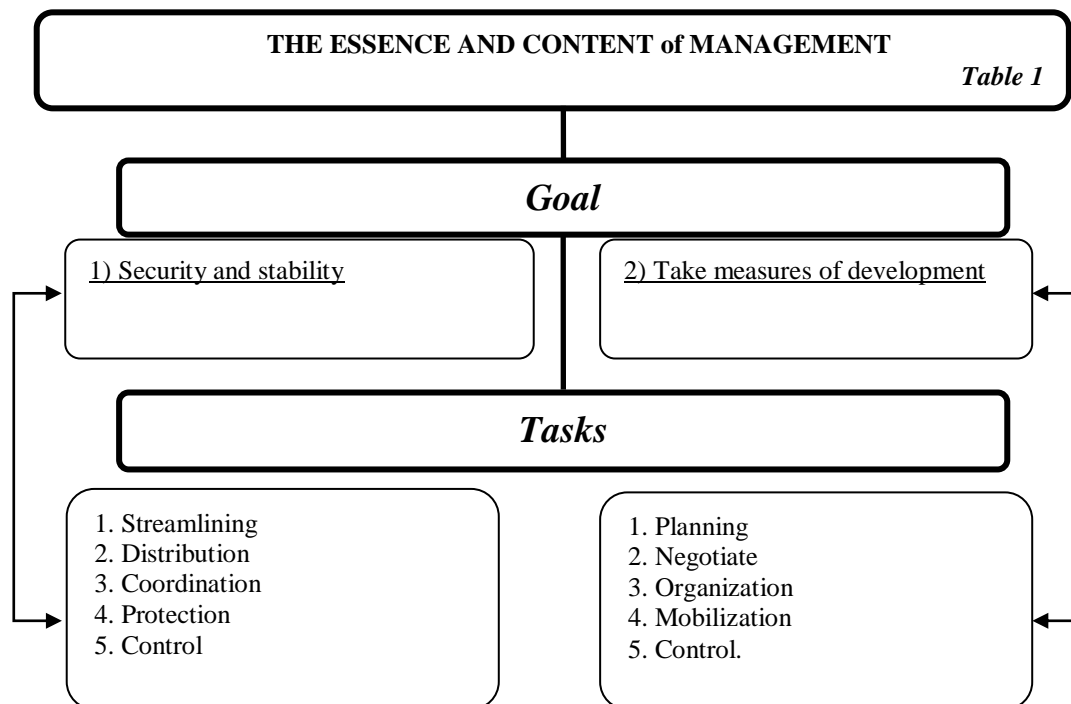 THE ESSENCE AND CONTENT of MANAGEMENT
Table 1
Goal
1) Security and stability
2) Take measures of development
Tasks
1. Streamlining
2. Distribution
3. Coordination
4. Protection
5. Control
1. Planning
2. Negotiate
3. Organization
4. Mobilization
5. Control.